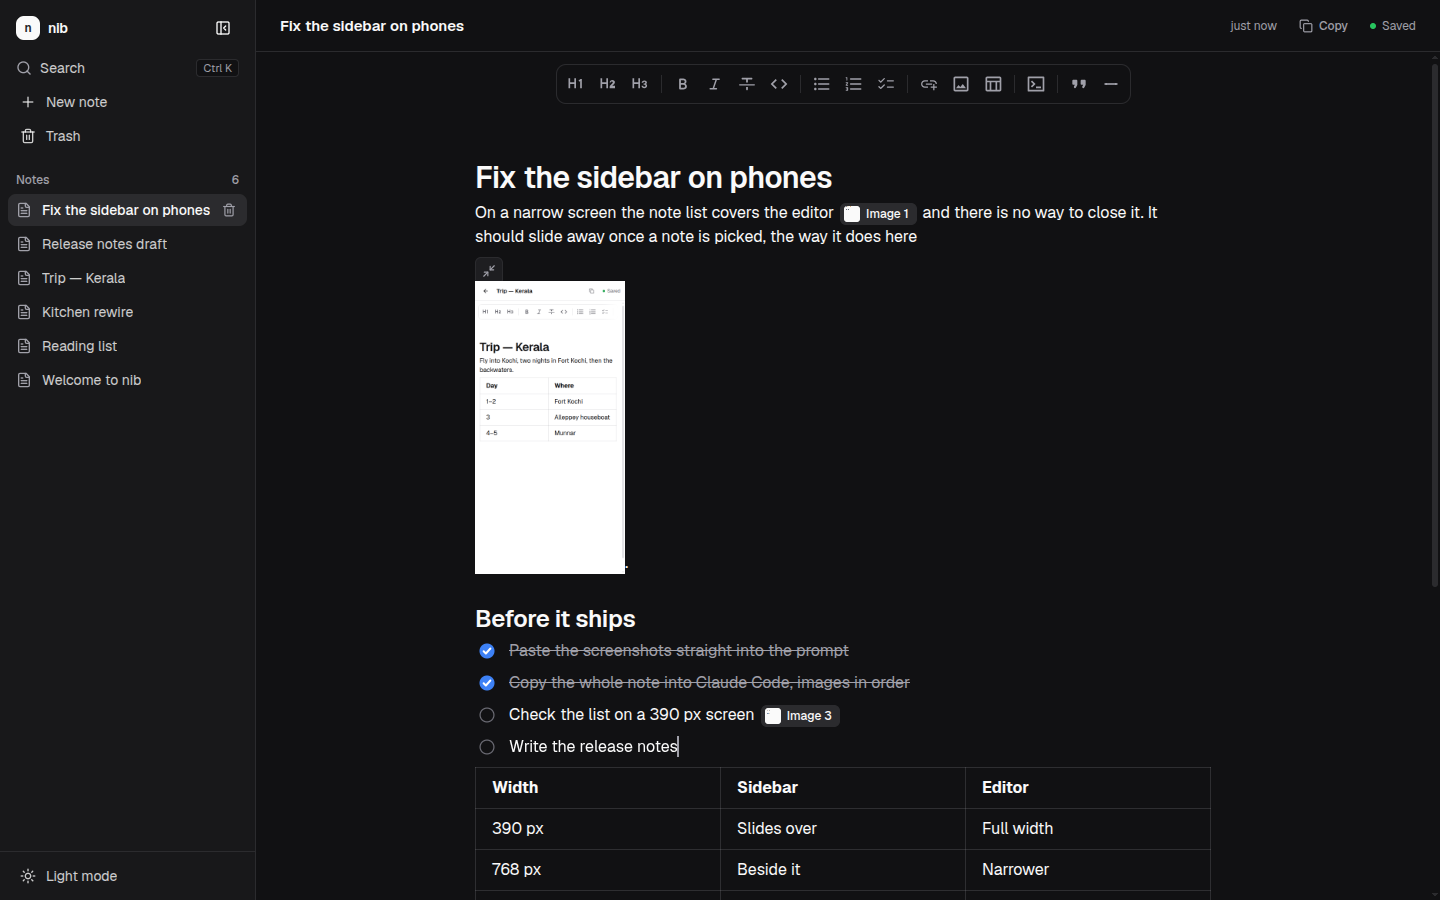 n nib
Search Ctrl K
New note
Trash
Notes 6
Fix the sidebar on phones
Release notes draft
Trip — Kerala
Kitchen rewire
Reading list
Welcome to nib
Light mode
Fix the sidebar on phones just now Copy Saved
H1 H2 H3 B I T
Fix the sidebar on phones
On a narrow screen the note list covers the editor Image 1 and there is no way to close it. It
should slide away once a note is picked, the way it does here
Trip — Kerala Saved
H1 H2 H3 B I T
Trip — Kerala
Fly into Kochi, two nights in Fort Kochi, then the
backwaters.
Day Where
1–2 Fort Kochi
3 Alleppey houseboat
4–5 Munnar
.
Before it ships
Paste the screenshots straight into the prompt
Copy the whole note into Claude Code, images in order
Check the list on a 390 px screen Image 3
Write the release notes
Width Sidebar Editor
390 px Slides over Full width
768 px Beside it Narrower